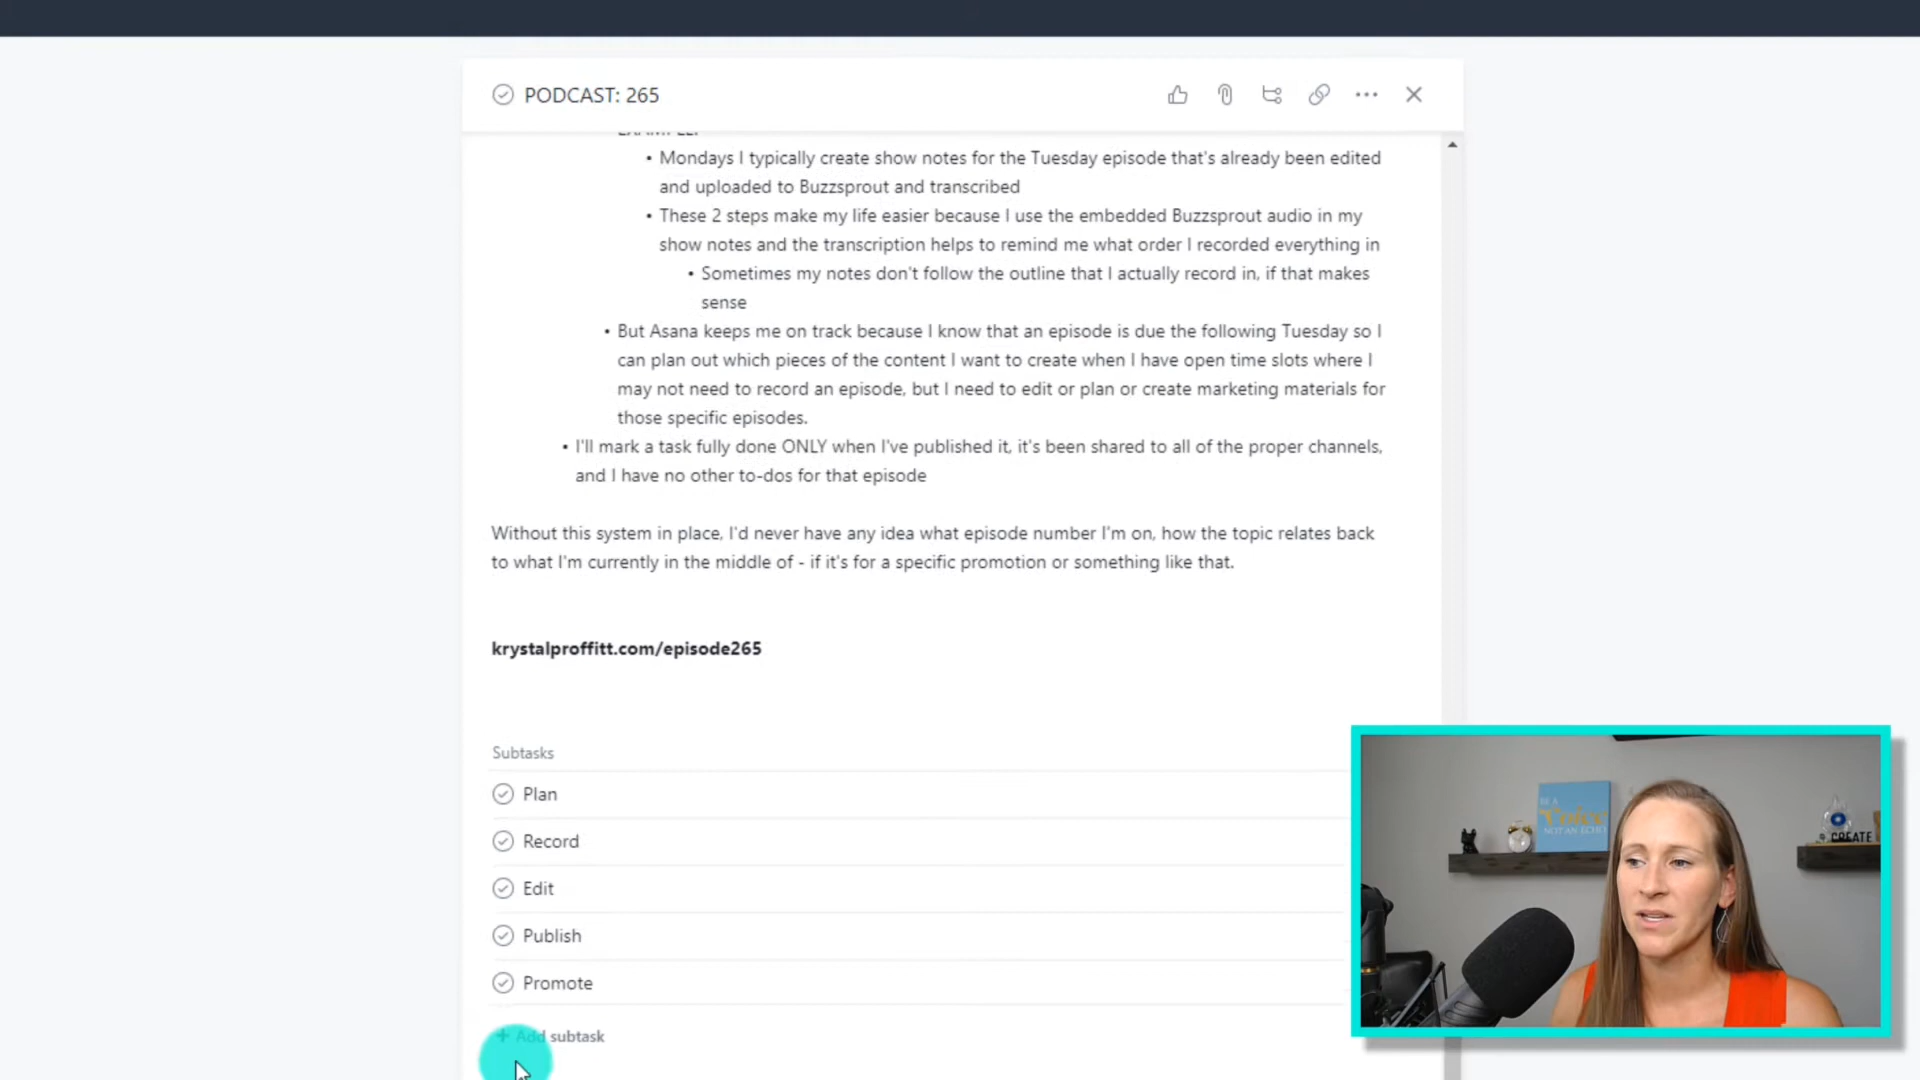 PODCAST: 265
EXAMPLE:
• Mondays I typically create show notes for the Tuesday episode that's already been edited
and uploaded to Buzzsprout and transcribed
• These 2 steps make my life easier because I use the embedded Buzzsprout audio in my
show notes and the transcription helps to remind me what order I recorded everything in
• Sometimes my notes don't follow the outline that I actually record in, if that makes
sense
• But Asana keeps me on track because I know that an episode is due the following Tuesday so I
can plan out which pieces of the content I want to create when I have open time slots where I
may not need to record an episode, but I need to edit or plan or create marketing materials for
those specific episodes.
• I'll mark a task fully done ONLY when I've published it, it's been shared to all of the proper channels,
and I have no other to-dos for that episode
Without this system in place, I'd never have any idea what episode number I'm on, how the topic relates back
to what I'm currently in the middle of - if it's for a specific promotion or something like that.
krystalproffitt.com/episode265
Subtasks
Plan
Record
Edit
Publish
Promote
+ Add subtask
BE A
Voice
NOT AN ECHO
CREATE